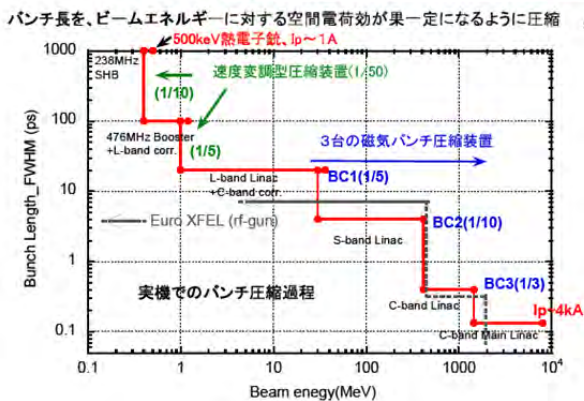 バンチ長を、ビームエネルギーに対する空間電荷効が果一定になるように圧縮
500keV熱電子銃、Ip～1A
238MHz
SHB
(1/10)
速度変調型圧縮装置(1/50)
476MHz Booster
+L-band corr.
(1/5)
3台の磁気バンチ圧縮装置
L-band Linac
+C-band corr.
BC1(1/5)
Euro XFEL (rf-gun)
BC2(1/10)
S-band Linac
実機でのバンチ圧縮過程
BC3(1/3)
C-band Linac
Ip~4kA
C-band Main Linac
Bunch Length_FWHM (ps)
1000
100
10
1
0.1
0.1
1
10
100
1000
10⁴
Beam enegy(MeV)